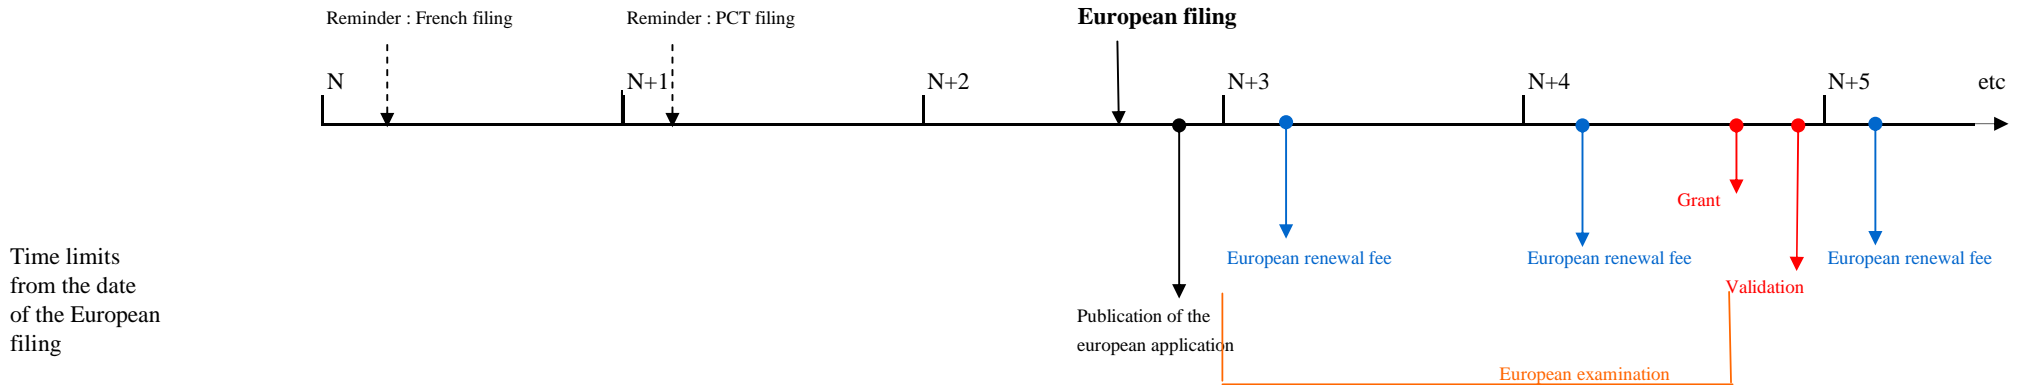 Reminder : French filing
Reminder : PCT filing
European filing
N
N+1
N+2
N+3
N+4
N+5
etc
Grant
Time limits
from the date
of the European
filing
European renewal fee
European renewal fee
European renewal fee
Validation
Publication of the
european application
European examination